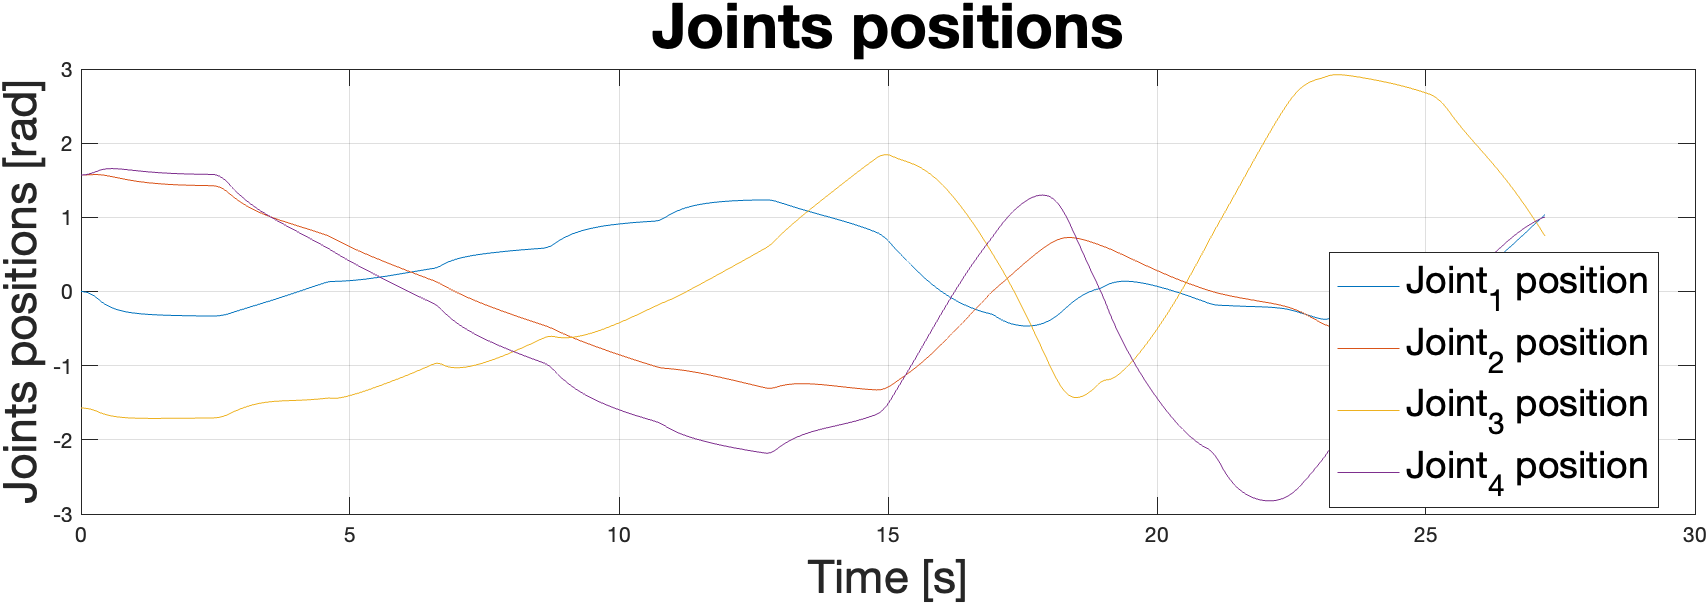 Joints positions
Joints positions [rad]
3
2
1
0
-1
-2
-3
0
5
10
15
20
25
30
Time [s]
Joint1 position
Joint2 position
Joint3 position
Joint4 position